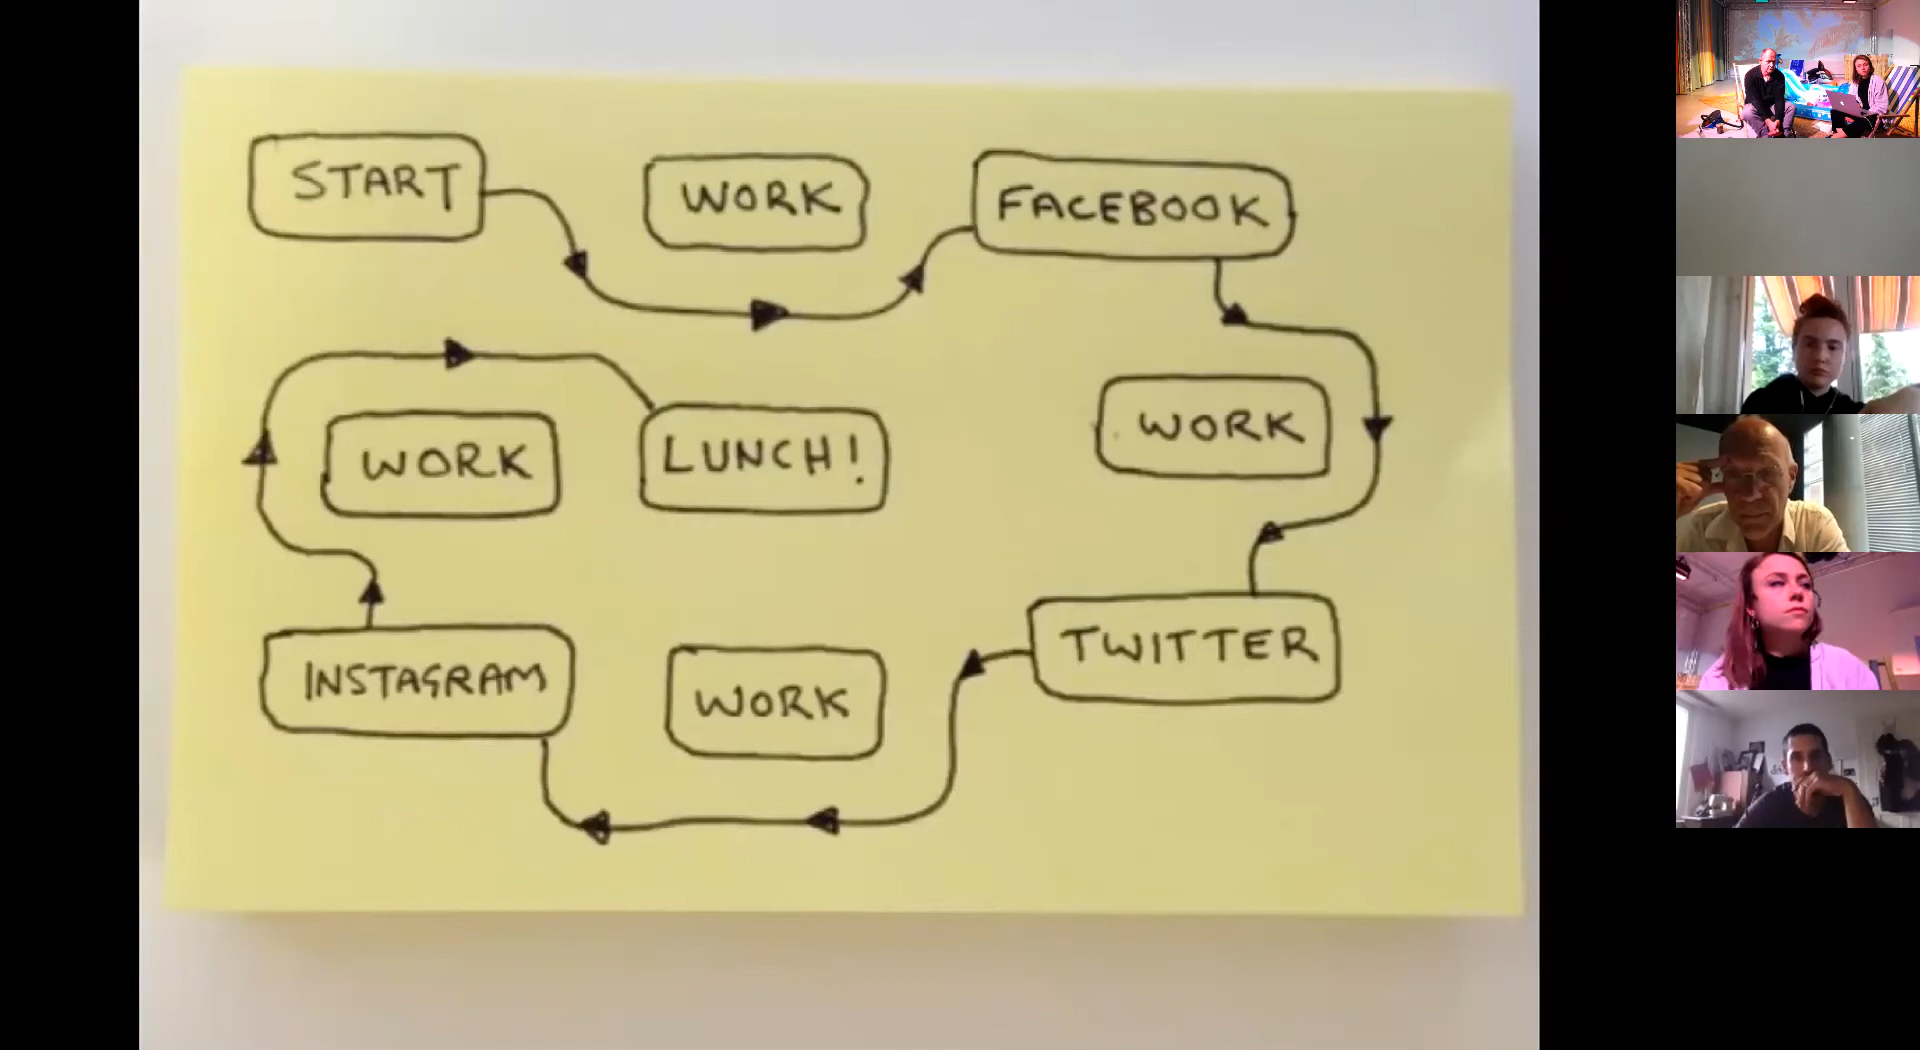 START
WORK
FACEBOOK
WORK
LUNCH!
WORK
TWITTER
INSTAGRAM
WORK